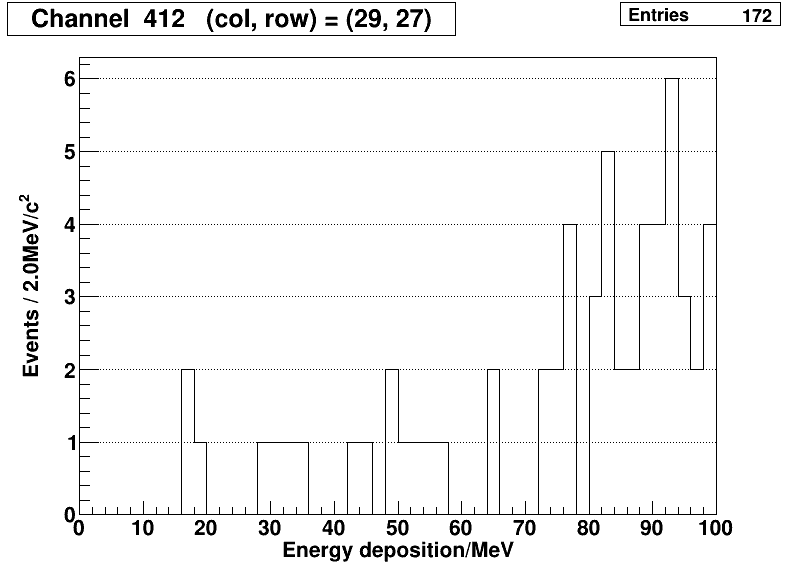 Channel 412 (col, row) = (29, 27)
Entries 172
Events / 2.0MeV/c²
6
5
4
3
2
1
0
0 10 20 30 40 50 60 70 80 90 100
Energy deposition/MeV